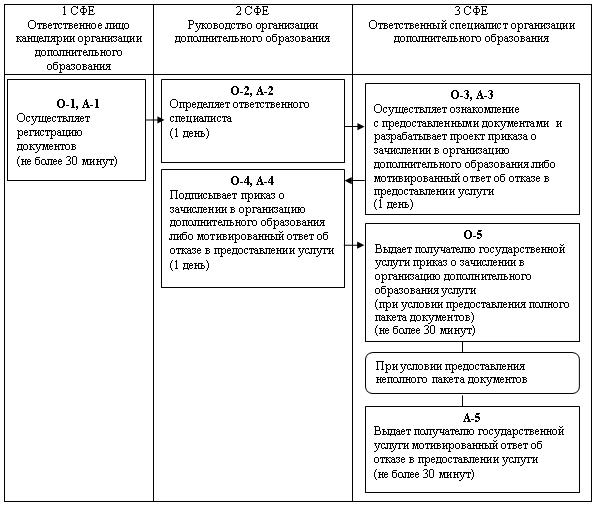 1 СФЕ
Ответственное лицо
канцелярии организации
дополнительного
образования
2 СФЕ
Руководство организации
дополнительного образования
3 СФЕ
Ответственный специалист организации
дополнительного образования
О-1, А-1
Осуществляет
регистрацию
документов
(не более 30 минут)
О-2, А-2
Определяет ответственного
специалиста
(1 день)
О-3, А-3
Осуществляет ознакомление
с предоставленными документами и
разрабатывает проект приказа о
зачислении в организацию
дополнительного образования либо
мотивированный ответ об отказе в
предоставлении услуги
(1 день)
О-4, А-4
Подписывает приказ о
зачислении в организацию
дополнительного образования
либо мотивированный ответ об
отказе в предоставлении услуги
(1 день)
О-5
Выдает получателю государственной
услуги приказ о зачислении в
организацию дополнительного
образования услуги
(при условии предоставления полного
пакета документов)
(не более 30 минут)
При условии предоставления
неполного пакета документов
А-5
Выдает получателю государственной
услуги мотивированный ответ об
отказе в предоставлении услуги
(не более 30 минут)